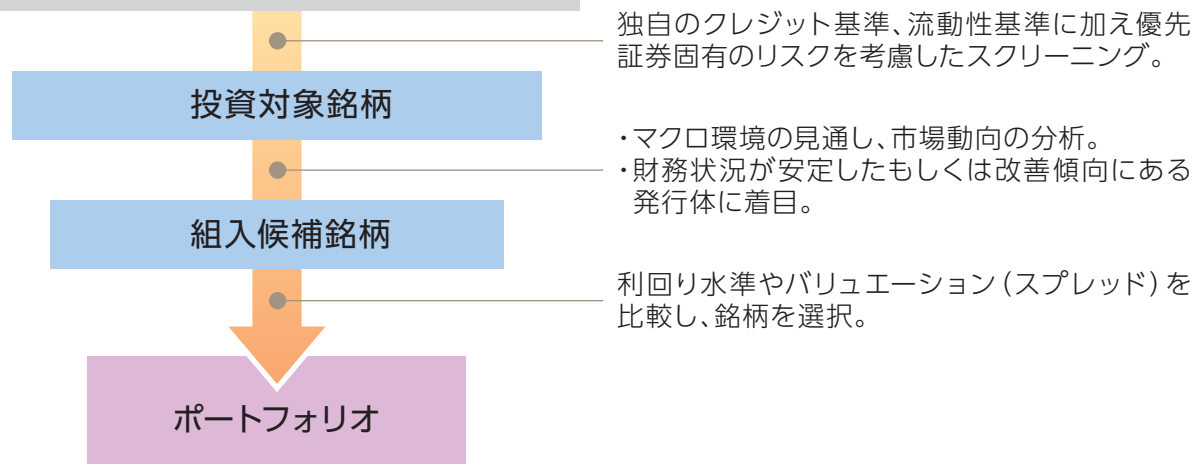 独自のクレジット基準、流動性基準に加え優先
証券固有のリスクを考慮したスクリーニング。
投資対象銘柄
・マクロ環境の見通し、市場動向の分析。
・財務状況が安定したもしくは改善傾向にある
発行体に着目。
組入候補銘柄
利回り水準やバリュエーション(スプレッド)を
比較し、銘柄を選択。
ポートフォリオ